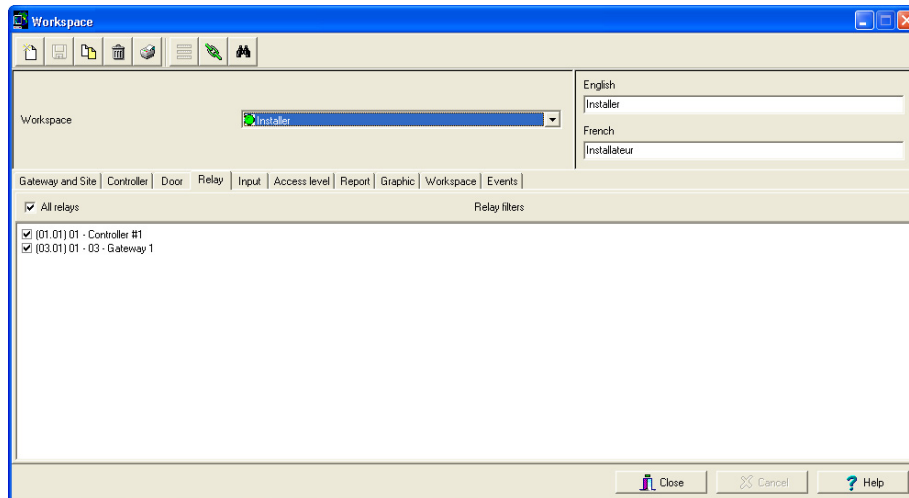 Workspace
English
Installer
Workspace
Installer
French
Installateur
Gateway and Site Controller Door Relay Input Access level Report Graphic Workspace Events
All relays Relay filters
(01.01) 01 - Controller #1
(03.01) 01 - 03 - Gateway 1
Close Cancel ? Help